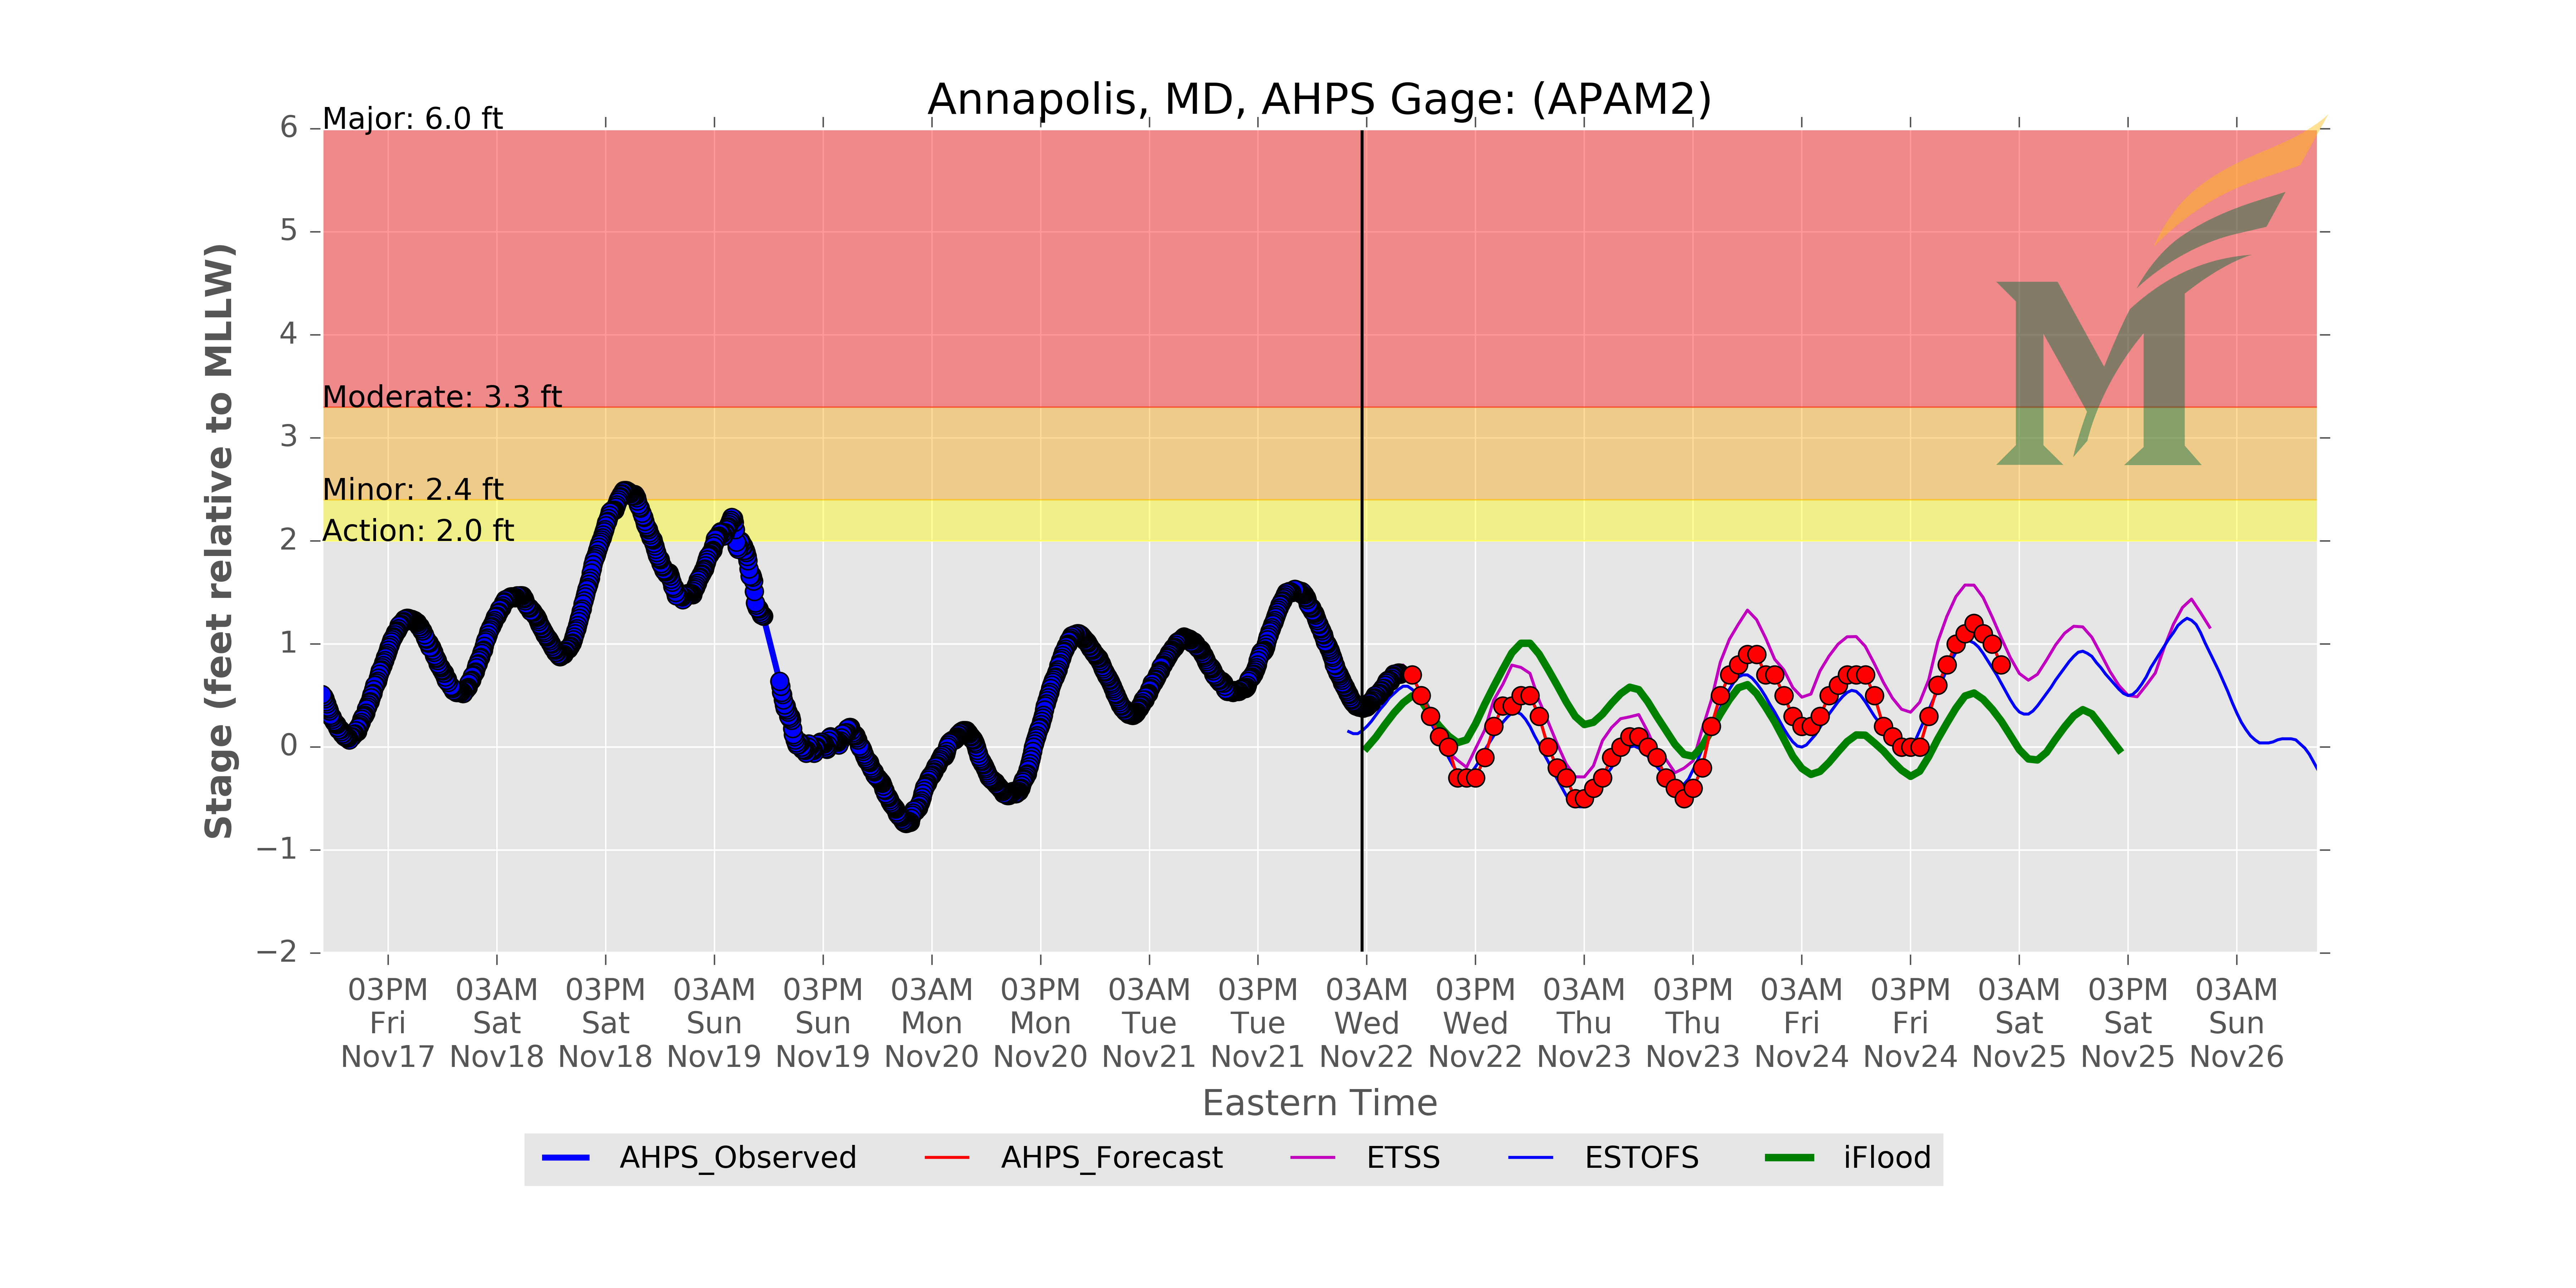 Annapolis, MD, AHPS Gage: (APAM2)
Major: 6.0 ft
Moderate: 3.3 ft
Minor: 2.4 ft
Action: 2.0 ft
6
5
4
3
2
1
0
−1
−2
Stage (feet relative to MLLW)
03PM 03AM 03PM 03AM 03PM 03AM 03PM 03AM 03PM 03AM 03PM 03AM 03PM 03AM 03PM 03AM 03PM 03AM
Fri Sat Sat Sun Sun Mon Mon Tue Tue Wed Wed Thu Thu Fri Fri Sat Sat Sun
Nov17 Nov18 Nov18 Nov19 Nov19 Nov20 Nov20 Nov21 Nov21 Nov22 Nov22 Nov23 Nov23 Nov24 Nov24 Nov25 Nov25 Nov26
Eastern Time
AHPS_Observed AHPS_Forecast ETSS ESTOFS iFlood
M